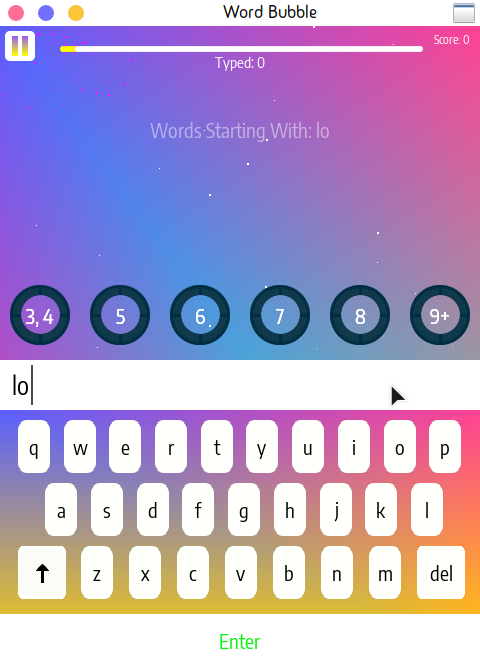 Word Bubble
Score: 0
Typed: 0
Words Starting With: lo
3, 4 5 6 7 8 9+
lo
q w e r t y u i o p
a s d f g h j k l
z x c v b n m del
Enter